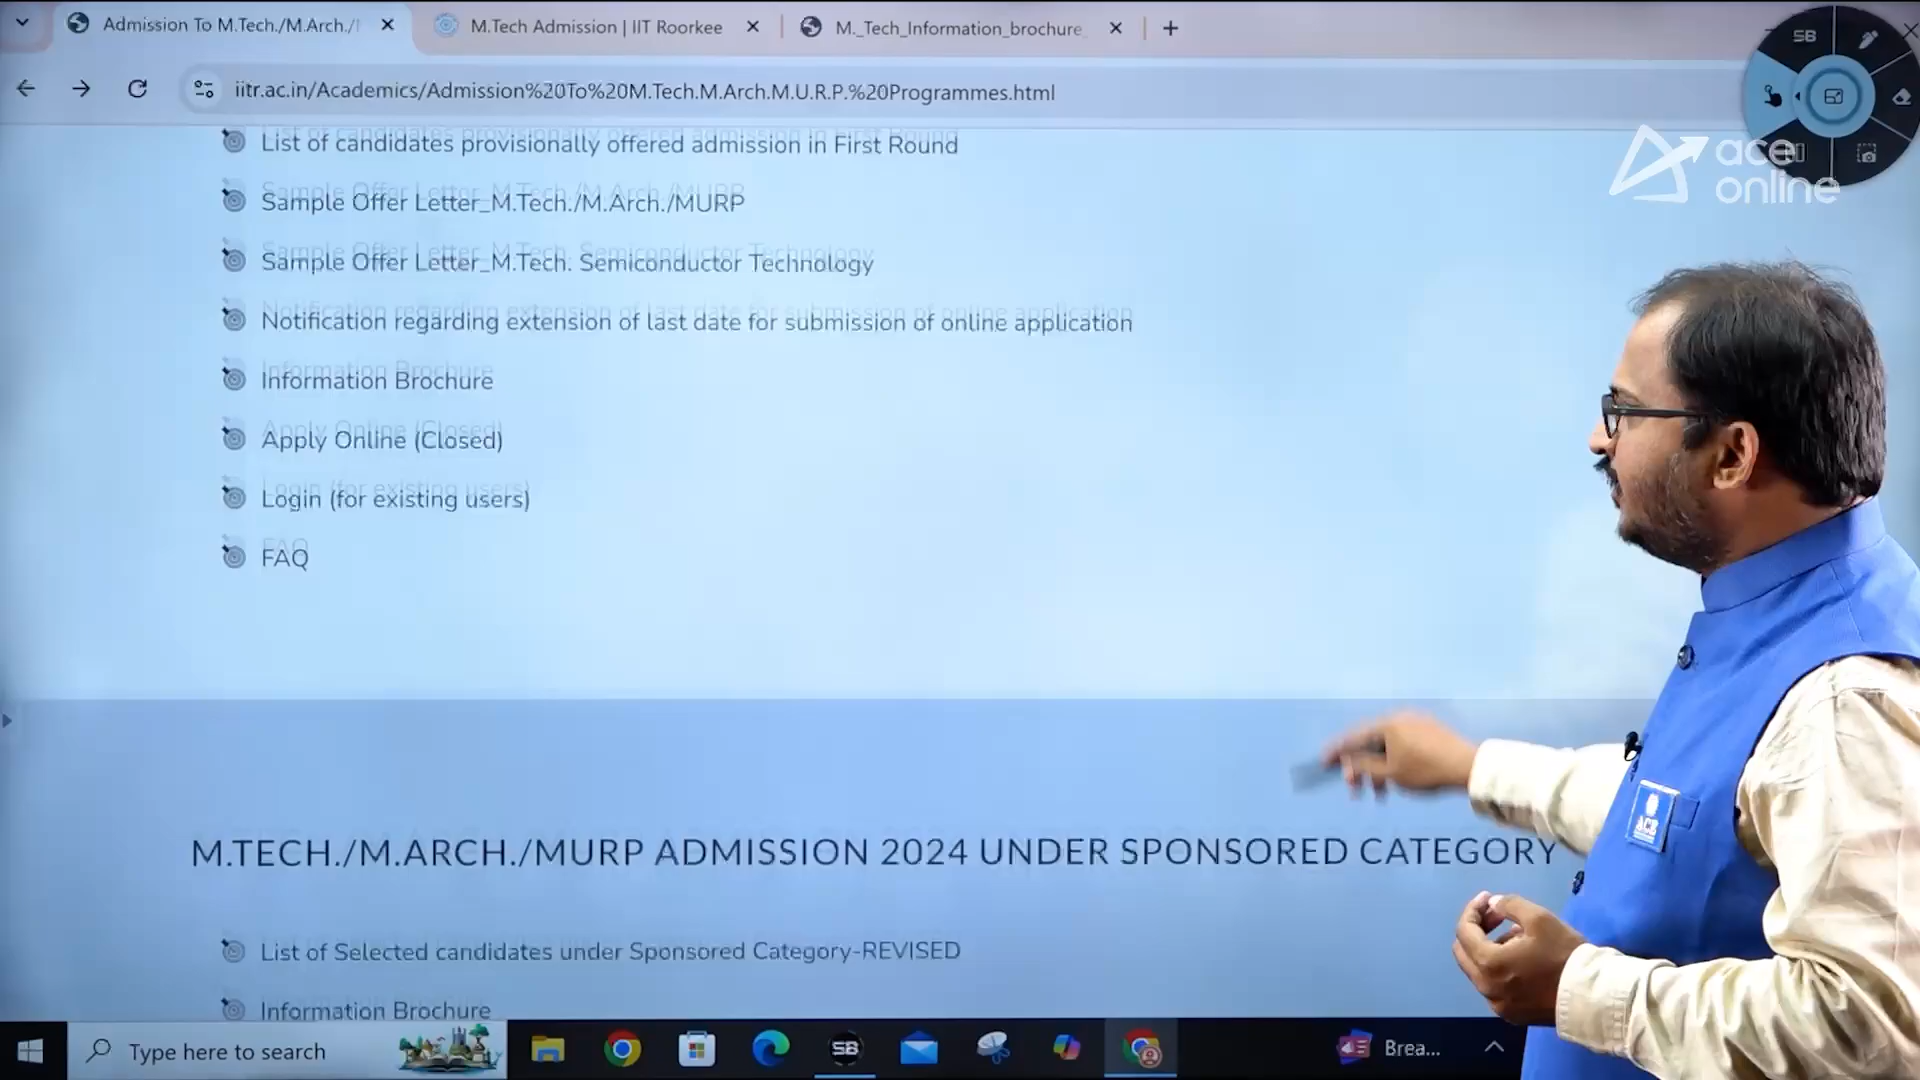 Admission To M.Tech./M.Arch./
M.Tech Admission | IIT Roorkee
M._Tech_Information_brochure
iitr.ac.in/Academics/Admission%20To%20M.Tech.M.Arch.M.U.R.P.%20Programmes.html
SB
ace
online
List of candidates provisionally offered admission in First Round
Sample Offer Letter_M.Tech./M.Arch./MURP
Sample Offer Letter_M.Tech. Semiconductor Technology
Notification regarding extension of last date for submission of online application
Information Brochure
Apply Online (Closed)
Login (for existing users)
FAQ
ACE
M.TECH./M.ARCH./MURP ADMISSION 2024 UNDER SPONSORED CATEGORY
List of Selected candidates under Sponsored Category-REVISED
Information Brochure
Type here to search
SB
Brea...